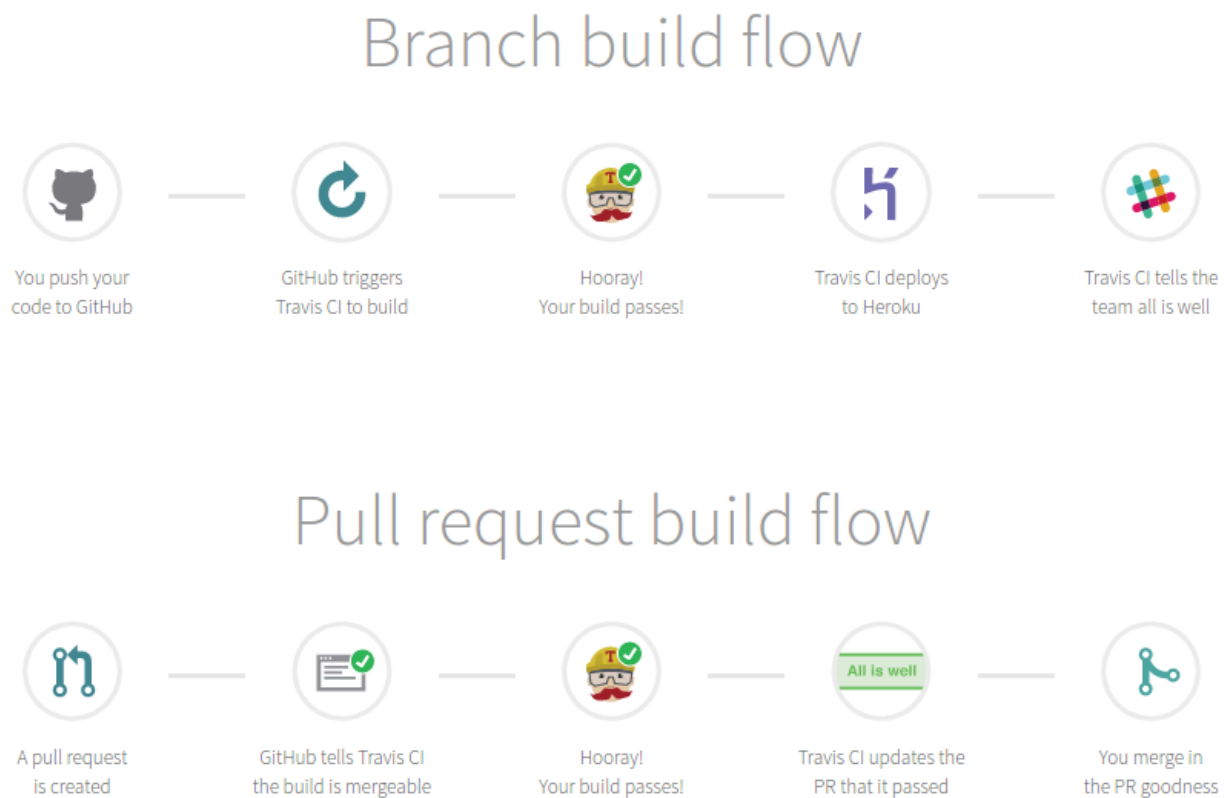 Branch build flow
You push your
code to GitHub
GitHub triggers
Travis CI to build
T
Hooray!
Your build passes!
Travis CI deploys
to Heroku
Travis CI tells the
team all is well
Pull request build flow
A pull request
is created
GitHub tells Travis CI
the build is mergeable
T
Hooray!
Your build passes!
All is well
Travis CI updates the
PR that it passed
You merge in
the PR goodness